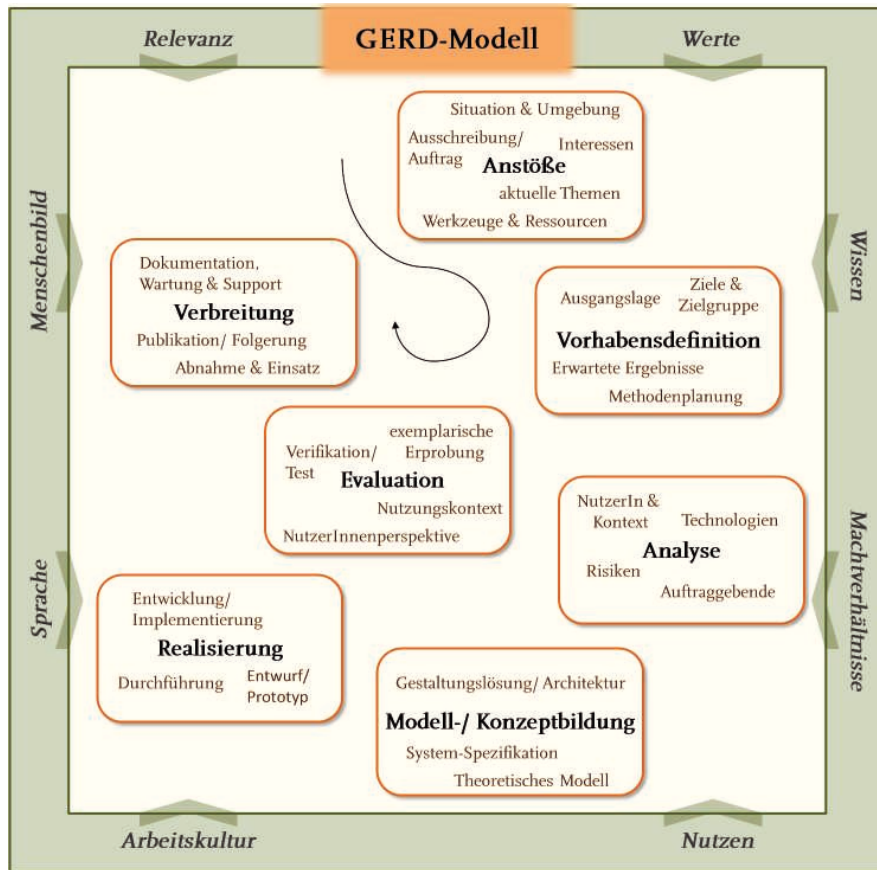 GERD-Modell
Relevanz
Werte
Menschenbild
Wissen
Sprache
Machtverhältnisse
Arbeitskultur
Nutzen
Situation & Umgebung
Ausschreibung/
Auftrag
Interessen
Anstöße
aktuelle Themen
Werkzeuge & Ressourcen
Ausgangslage
Ziele &
Zielgruppe
Vorhabensdefinition
Erwartete Ergebnisse
Methodenplanung
NutzerIn &
Kontext
Technologien
Analyse
Risiken
Auftraggebende
Gestaltungslösung/ Architektur
Modell-/ Konzeptbildung
System-Spezifikation
Theoretisches Modell
Entwicklung/
Implementierung
Realisierung
Durchführung
Entwurf/
Prototyp
exemplarische
Erprobung
Verifikation/
Test
Evaluation
Nutzungskontext
NutzerInnenperspektive
Dokumentation,
Wartung & Support
Verbreitung
Publikation/ Folgerung
Abnahme & Einsatz